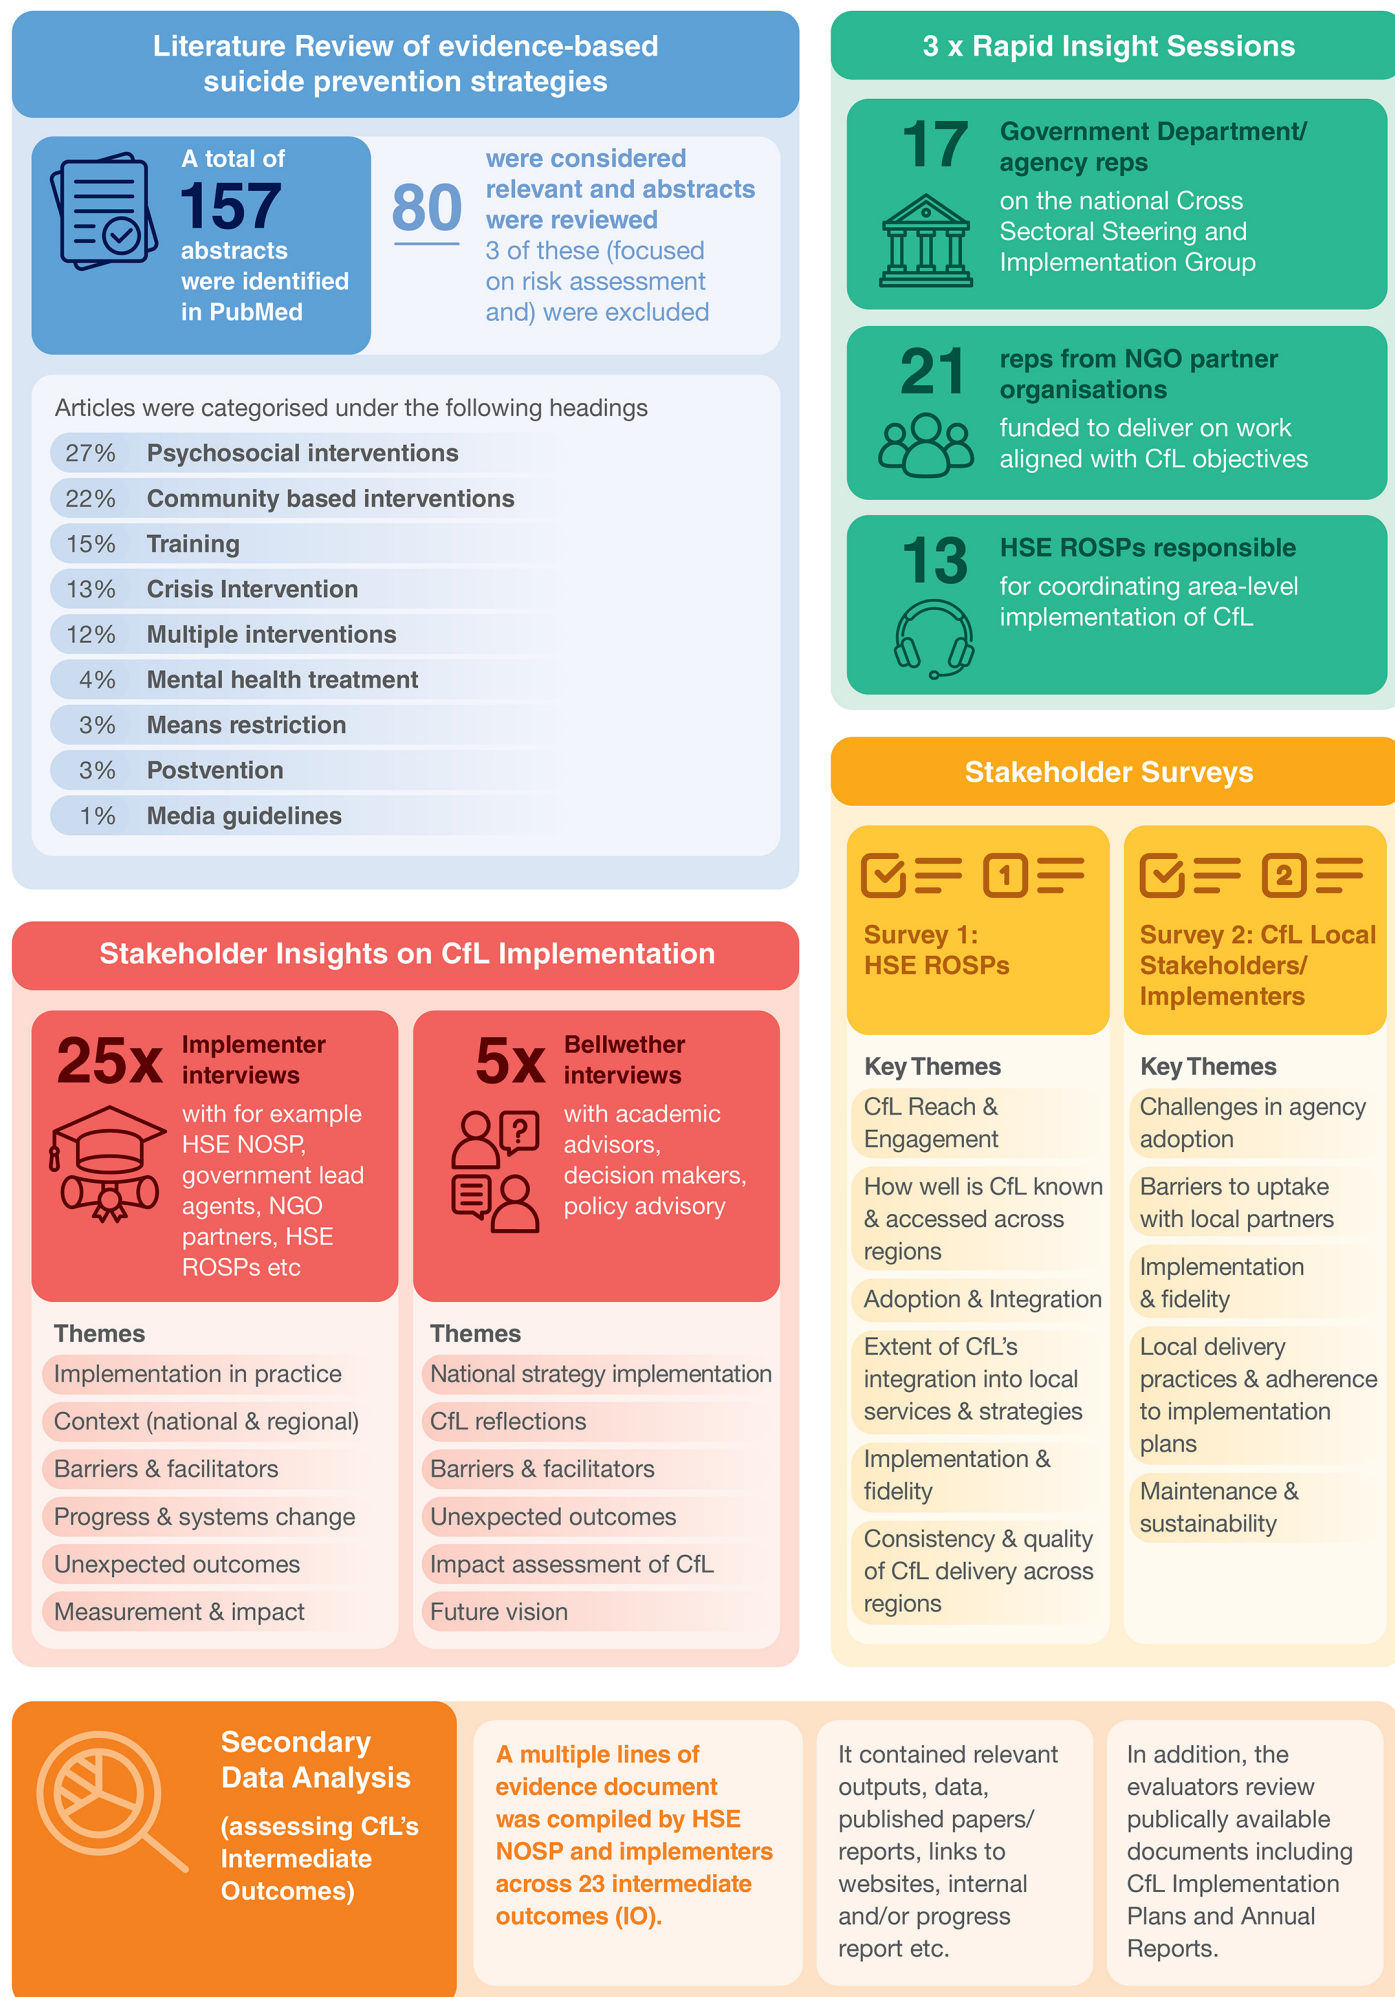 Literature Review of evidence-based
suicide prevention strategies
A total of
157
abstracts
were identified
in PubMed
80
were considered
relevant and abstracts
were reviewed
3 of these (focused
on risk assessment
and) were excluded
Articles were categorised under the following headings
27% Psychosocial interventions
22% Community based interventions
15% Training
13% Crisis Intervention
12% Multiple interventions
4% Mental health treatment
3% Means restriction
3% Postvention
1% Media guidelines
3 x Rapid Insight Sessions
17
Government Department/
agency reps
on the national Cross
Sectoral Steering and
Implementation Group
21
reps from NGO partner
organisations
funded to deliver on work
aligned with CfL objectives
13
HSE ROSPs responsible
for coordinating area-level
implementation of CfL
Stakeholder Insights on CfL Implementation
25x
Implementer
interviews
with for example
HSE NOSP,
government lead
agents, NGO
partners, HSE
ROSPs etc
Themes
Implementation in practice
Context (national & regional)
Barriers & facilitators
Progress & systems change
Unexpected outcomes
Measurement & impact
5x
Bellwether
interviews
?
with academic
advisors,
decision makers,
policy advisory
Themes
National strategy implementation
CfL reflections
Barriers & facilitators
Unexpected outcomes
Impact assessment of CfL
Future vision
Stakeholder Surveys
1
Survey 1:
HSE ROSPs
Key Themes
CfL Reach &
Engagement
How well is CfL known
& accessed across
regions
Adoption & Integration
Extent of CfL's
integration into local
services & strategies
Implementation &
fidelity
Consistency & quality
of CfL delivery across
regions
2
Survey 2: CfL Local
Stakeholders/
Implementers
Key Themes
Challenges in agency
adoption
Barriers to uptake
with local partners
Implementation
& fidelity
Local delivery
practices & adherence
to implementation
plans
Maintenance &
sustainability
Secondary
Data Analysis
(assessing CfL's
Intermediate
Outcomes)
A multiple lines of
evidence document
was compiled by HSE
NOSP and implementers
across 23 intermediate
outcomes (IO).
It contained relevant
outputs, data,
published papers/
reports, links to
websites, internal
and/or progress
report etc.
In addition, the
evaluators review
publically available
documents including
CfL Implementation
Plans and Annual
Reports.